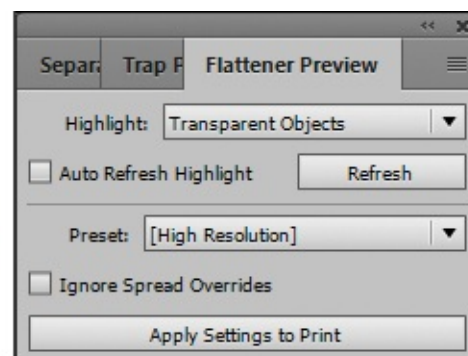 Separ Trap P Flattener Preview
Highlight: Transparent Objects
Auto Refresh Highlight Refresh
Preset: [High Resolution]
Ignore Spread Overrides
Apply Settings to Print